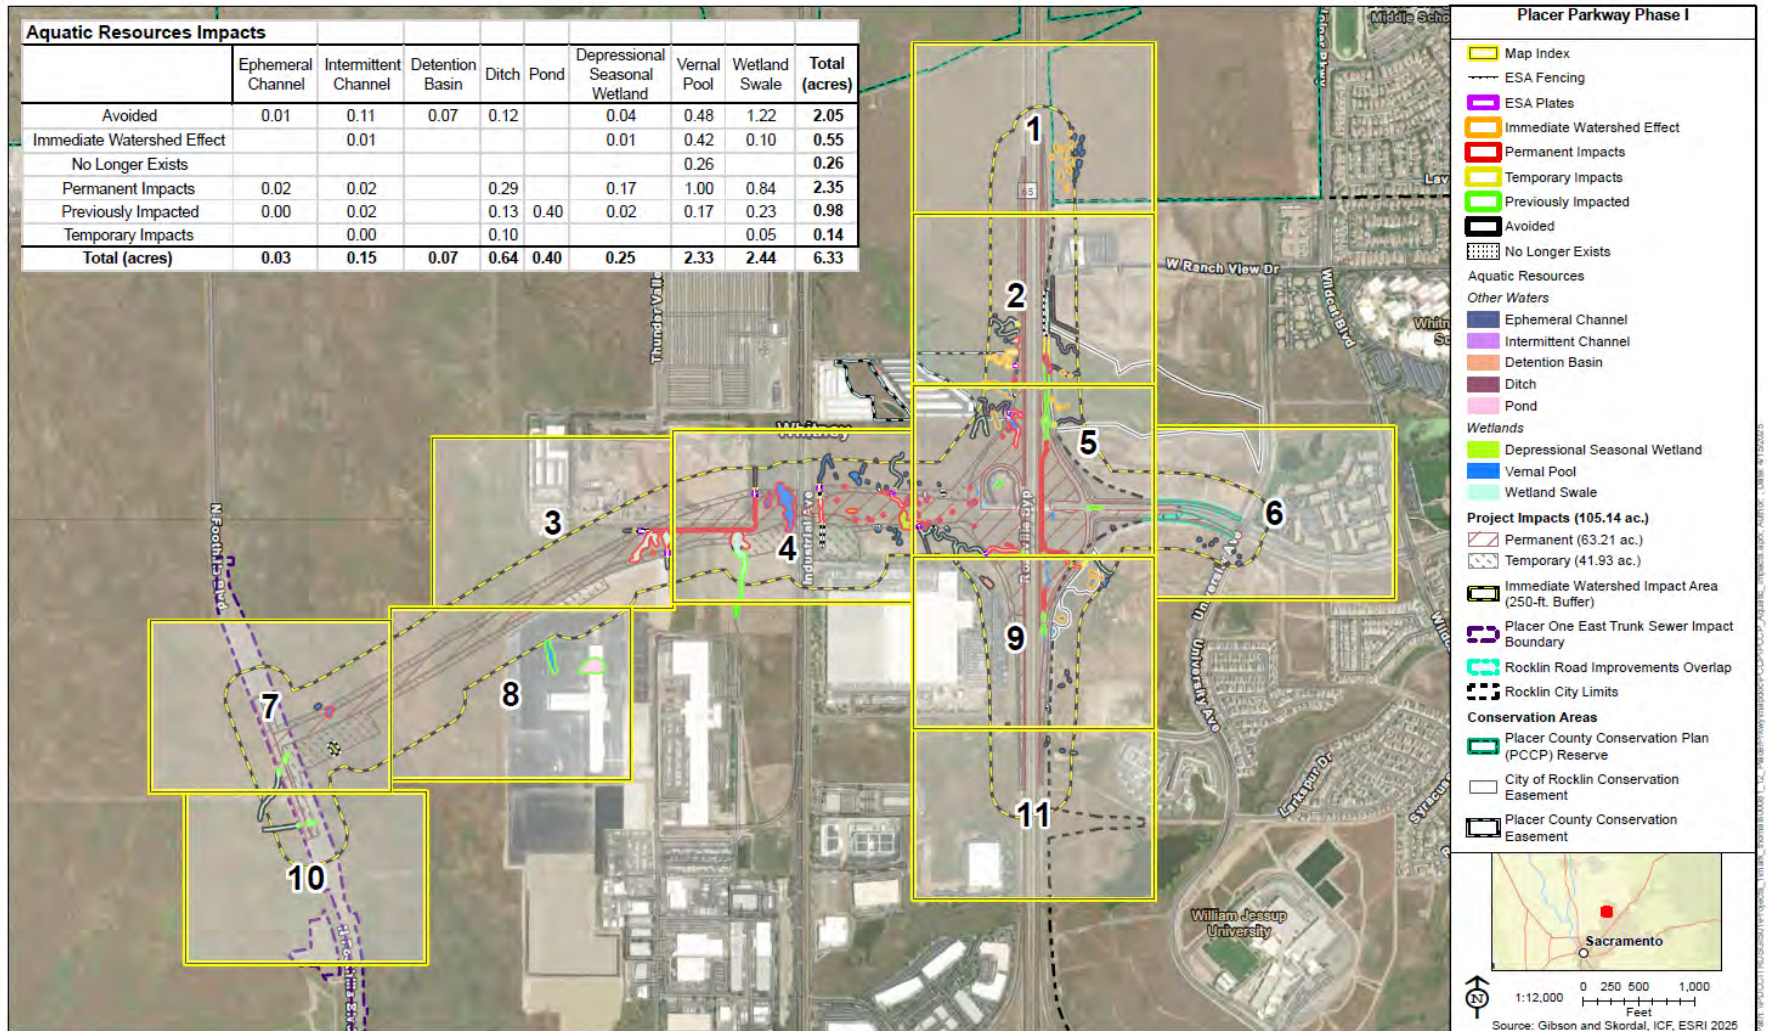 Aquatic Resources Impacts
Ephemeral Channel Intermittent Channel Detention Basin Ditch Pond Depressional Seasonal Wetland Vernal Pool Wetland Swale Total (acres)
Avoided 0.01 0.11 0.07 0.12 0.04 0.48 1.22 2.05
Immediate Watershed Effect 0.01 0.01 0.42 0.10 0.55
No Longer Exists 0.26 0.26
Permanent Impacts 0.02 0.02 0.29 0.17 1.00 0.84 2.35
Previously Impacted 0.00 0.02 0.13 0.40 0.02 0.17 0.23 0.98
Temporary Impacts 0.00 0.10 0.05 0.14
Total (acres) 0.03 0.15 0.07 0.64 0.40 0.25 2.33 2.44 6.33
Middle Scho
1
65
W Ranch View Dr
Wildcat Blvd
Whitn
Sc
2
Thunder Valle
Whitney
5
3
4
Industrial Ave
6
N Foothills Blvd
University Ave
University Ave
9
7
8
Larkspur Dr
Syracus
11
10
William Jessup
University
Placer Parkway Phase I
Map Index
ESA Fencing
ESA Plates
Immediate Watershed Effect
Permanent Impacts
Temporary Impacts
Previously Impacted
Avoided
No Longer Exists
Aquatic Resources
Other Waters
Ephemeral Channel
Intermittent Channel
Detention Basin
Ditch
Pond
Wetlands
Depressional Seasonal Wetland
Vernal Pool
Wetland Swale
Project Impacts (105.14 ac.)
Permanent (63.21 ac.)
Temporary (41.93 ac.)
Immediate Watershed Impact Area
(250-ft. Buffer)
Placer One East Trunk Sewer Impact
Boundary
Rocklin Road Improvements Overlap
Rocklin City Limits
Conservation Areas
Placer County Conservation Plan
(PCCP) Reserve
City of Rocklin Conservation
Easement
Placer County Conservation
Easement
Sacramento
N
1:12,000
0 250 500 1,000
Feet
Source: Gibson and Skordal, ICF, ESRI 2025